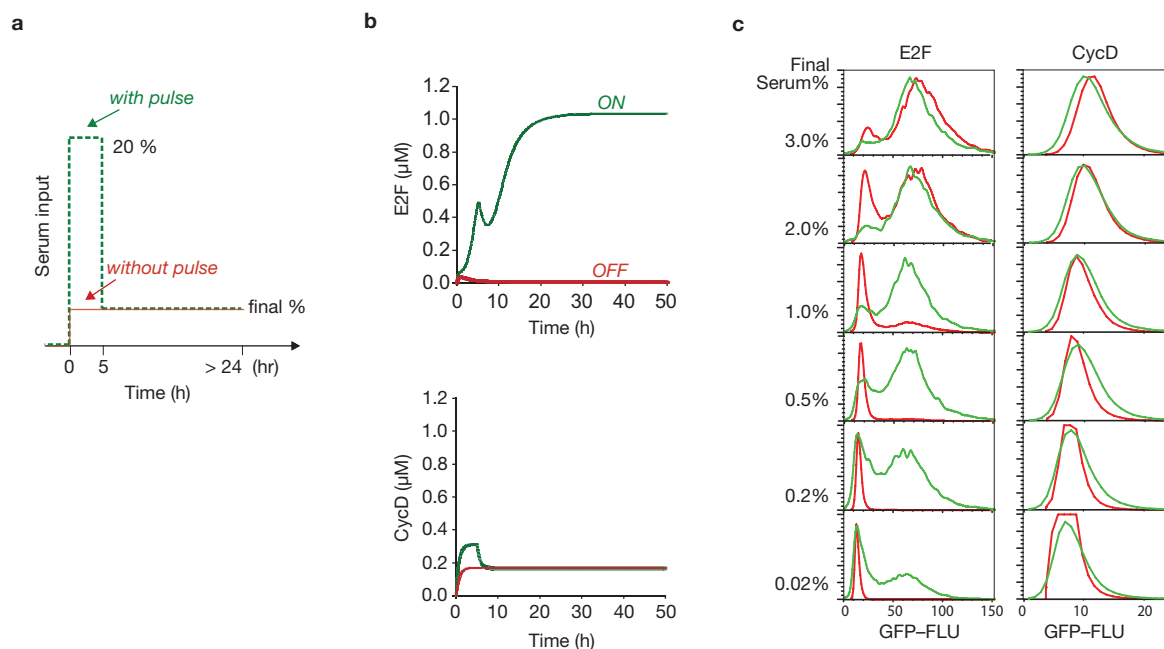 a
with pulse
20 %
Serum input
without pulse
final %
0 5 > 24 (hr)
Time (h)
b
1.2
1.0
0.8
0.6
0.4
0.2
0.0
E2F (μM)
ON
OFF
0 10 20 30 40 50
Time (h)
1.2
1.0
0.8
0.6
0.4
0.2
0.0
CycD (μM)
0 10 20 30 40 50
Time (h)
c
E2F CycD
Final
Serum%
3.0%
2.0%
1.0%
0.5%
0.2%
0.02%
0 50 100 150
GFP–FLU
0 10 20
GFP–FLU